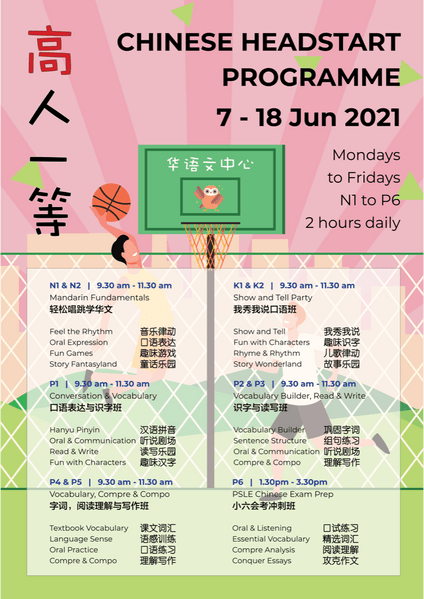 高人一等
CHINESE HEADSTART
PROGRAMME
7 - 18 Jun 2021
Mondays
to Fridays
N1 to P6
2 hours daily
华语文中心
N1 & N2 | 9.30 am - 11.30 am
Mandarin Fundamentals
轻松唱跳学华文
Feel the Rhythm 音乐律动
Oral Expression 口语表达
Fun Games 趣味游戏
Story Fantasyland 童话乐园
K1 & K2 | 9.30 am - 11.30 am
Show and Tell Party
我秀我说口语班
Show and Tell 我秀我说
Fun with Characters 趣味识字
Rhyme & Rhythm 儿歌律动
Story Wonderland 故事乐园
P1 | 9.30 am - 11.30 am
Conversation & Vocabulary
口语表达与识字班
Hanyu Pinyin 汉语拼音
Oral & Communication 听说剧场
Read & Write 读写乐园
Fun with Characters 趣味汉字
P2 & P3 | 9.30 am - 11.30 am
Vocabulary Builder, Read & Write
识字与读写班
Vocabulary Builder 巩固字词
Sentence Structure 组句练习
Oral & Communication 听说剧场
Compre & Compo 理解写作
P4 & P5 | 9.30 am - 11.30 am
Vocabulary, Compre & Compo
字词，阅读理解与写作班
Textbook Vocabulary 课文词汇
Language Sense 语感训练
Oral Practice 口语练习
Compre & Compo 理解写作
P6 | 1.30pm - 3.30pm
PSLE Chinese Exam Prep
小六会考冲刺班
Oral & Listening 口试练习
Essential Vocabulary 精选词汇
Compre Analysis 阅读理解
Conquer Essays 攻克作文